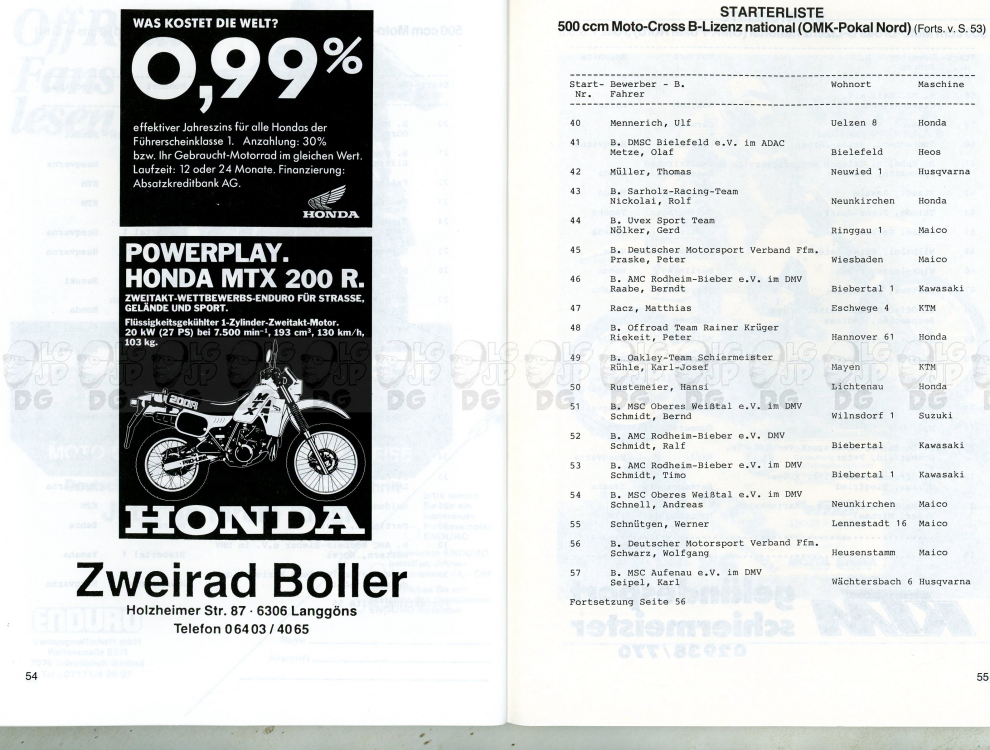 WAS KOSTET DIE WELT?
0,99%
effektiver Jahreszins für alle Hondas der
Führerscheinklasse 1. Anzahlung: 30%
bzw. Ihr Gebraucht-Motorrad im gleichen Wert.
Laufzeit: 12 oder 24 Monate. Finanzierung:
Absatzkreditbank AG.
HONDA
POWERPLAY.
HONDA MTX 200 R.
ZWEITAKT-WETTBEWERBS-ENDURO FÜR STRASSE,
GELÄNDE UND SPORT.
Flüssigkeitsgekühlter 1-Zylinder-Zweitakt-Motor.
20 kW (27 PS) bei 7.500 min⁻¹, 193 cm³, 130 km/h,
103 kg.
200R
MTX
HONDA
Zweirad Boller
Holzheimer Str. 87 · 6306 Langgöns
Telefon 06403/4065
54
STARTERLISTE
500 ccm Moto-Cross B-Lizenz national (OMK-Pokal Nord) (Forts. v. S. 53)
Start- Bewerber - B. Wohnort Maschine
Nr. Fahrer
40 Mennerich, Ulf Uelzen 8 Honda
41 B. DMSC Bielefeld e.V. im ADAC
Metze, Olaf Bielefeld Heos
42 Müller, Thomas Neuwied 1 Husqvarna
43 B. Sarholz-Racing-Team
Nickolai, Rolf Neunkirchen Honda
44 B. Uvex Sport Team
Nölker, Gerd Ringgau 1 Maico
45 B. Deutscher Motorsport Verband Ffm.
Praske, Peter Wiesbaden Maico
46 B. AMC Rodheim-Bieber e.V. im DMV
Raabe, Berndt Biebertal 1 Kawasaki
47 Racz, Matthias Eschwege 4 KTM
48 B. Offroad Team Rainer Krüger
Riekeit, Peter Hannover 61 Honda
49 B. Oakley-Team Schiermeister
Rühle, Karl-Josef Mayen KTM
50 Rustemeier, Hansi Lichtenau Honda
51 B. MSC Oberes Weißtal e.V. im DMV
Schmidt, Bernd Wilnsdorf 1 Suzuki
52 B. AMC Rodheim-Bieber e.V. DMV
Schmidt, Ralf Biebertal Kawasaki
53 B. AMC Rodheim-Bieber e.V. im DMV
Schmidt, Timo Biebertal 1 Kawasaki
54 B. MSC Oberes Weißtal e.V. im DMV
Schnell, Andreas Neunkirchen Maico
55 Schnütgen, Werner Lennestadt 16 Maico
56 B. Deutscher Motorsport Verband Ffm.
Schwarz, Wolfgang Heusenstamm Maico
57 B. MSC Aufenau e.V. im DMV
Seipel, Karl Wächtersbach 6 Husqvarna
Fortsetzung Seite 56
55